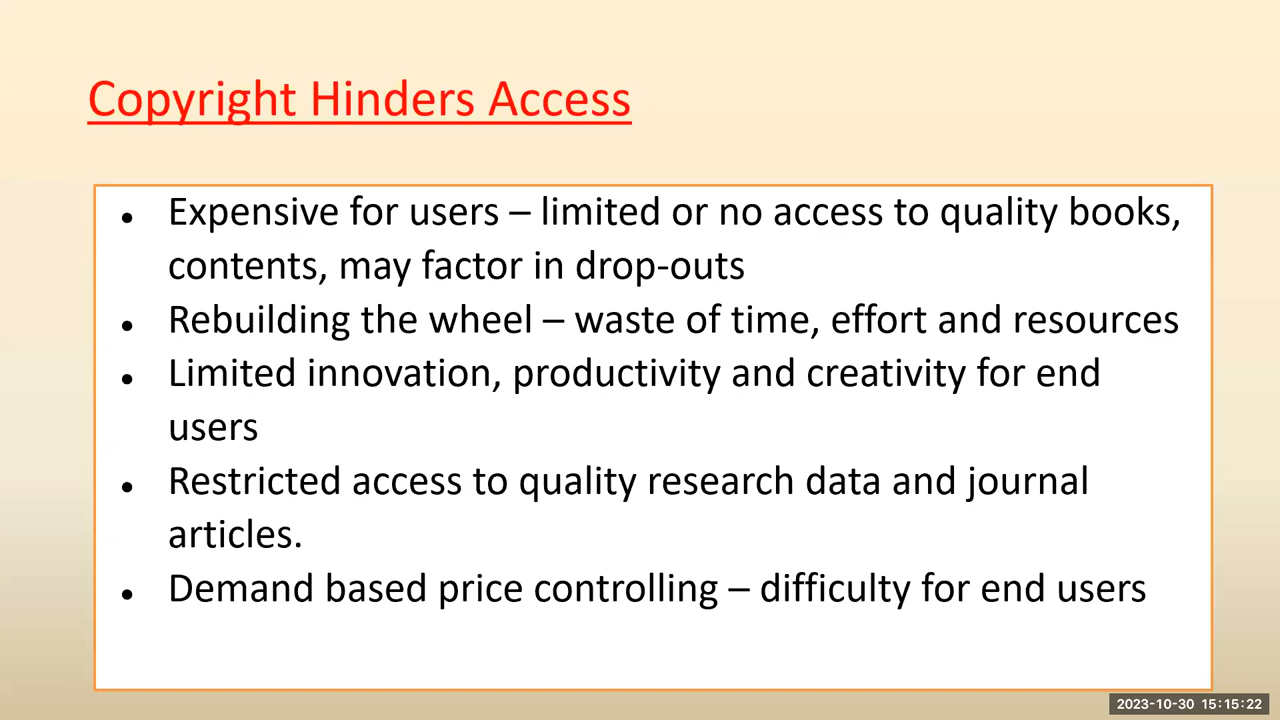 Copyright Hinders Access
• Expensive for users – limited or no access to quality books,
contents, may factor in drop-outs
• Rebuilding the wheel – waste of time, effort and resources
• Limited innovation, productivity and creativity for end
users
• Restricted access to quality research data and journal
articles.
• Demand based price controlling – difficulty for end users
2023-10-30 15:15:22